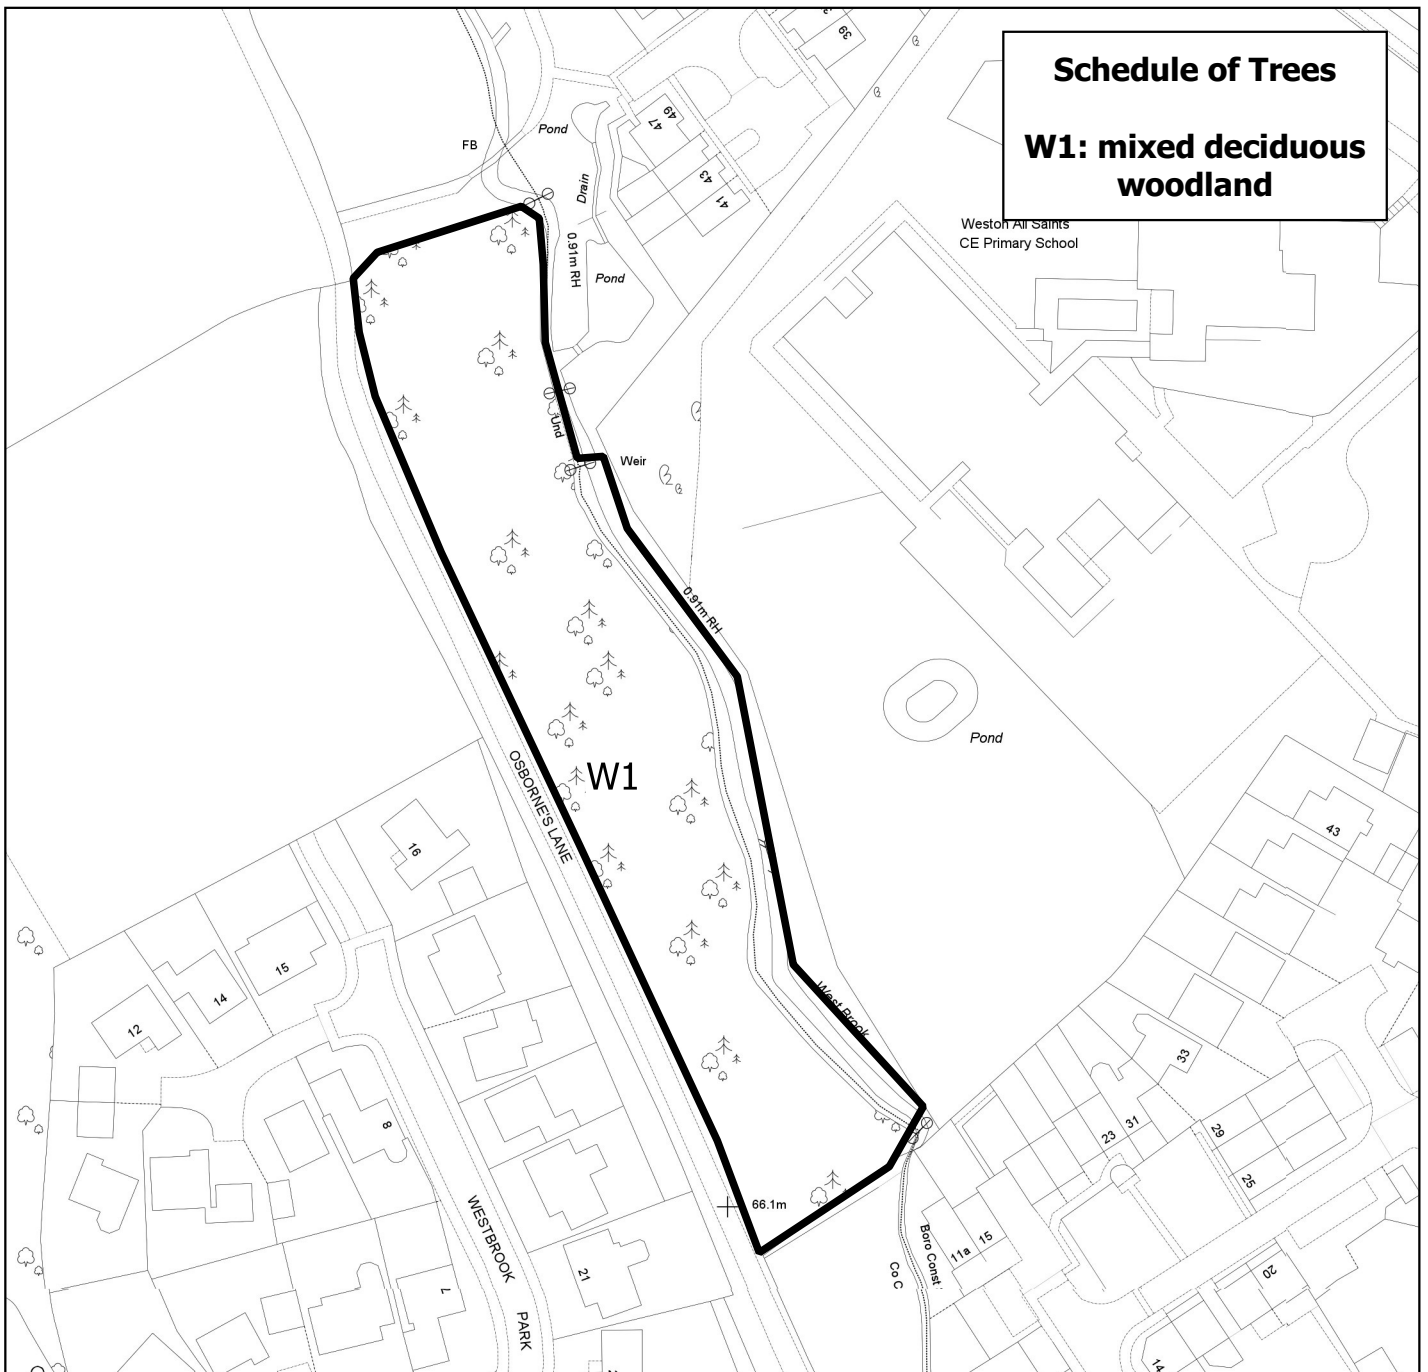 Schedule of Trees
W1: mixed deciduous
woodland
39
FB
Pond
49
47
Drain
43
41
0.91m RH
Pond
Weston All Saints
CE Primary School
Und
Weir
0.91m RH
Pond
OSBORNE'S LANE
W1
43
16
15
14
12
West Brook
33
31
23
29
25
8
66.1m
WESTBROOK
PARK
21
7
Boro Const
Co C
11a
15
20
14